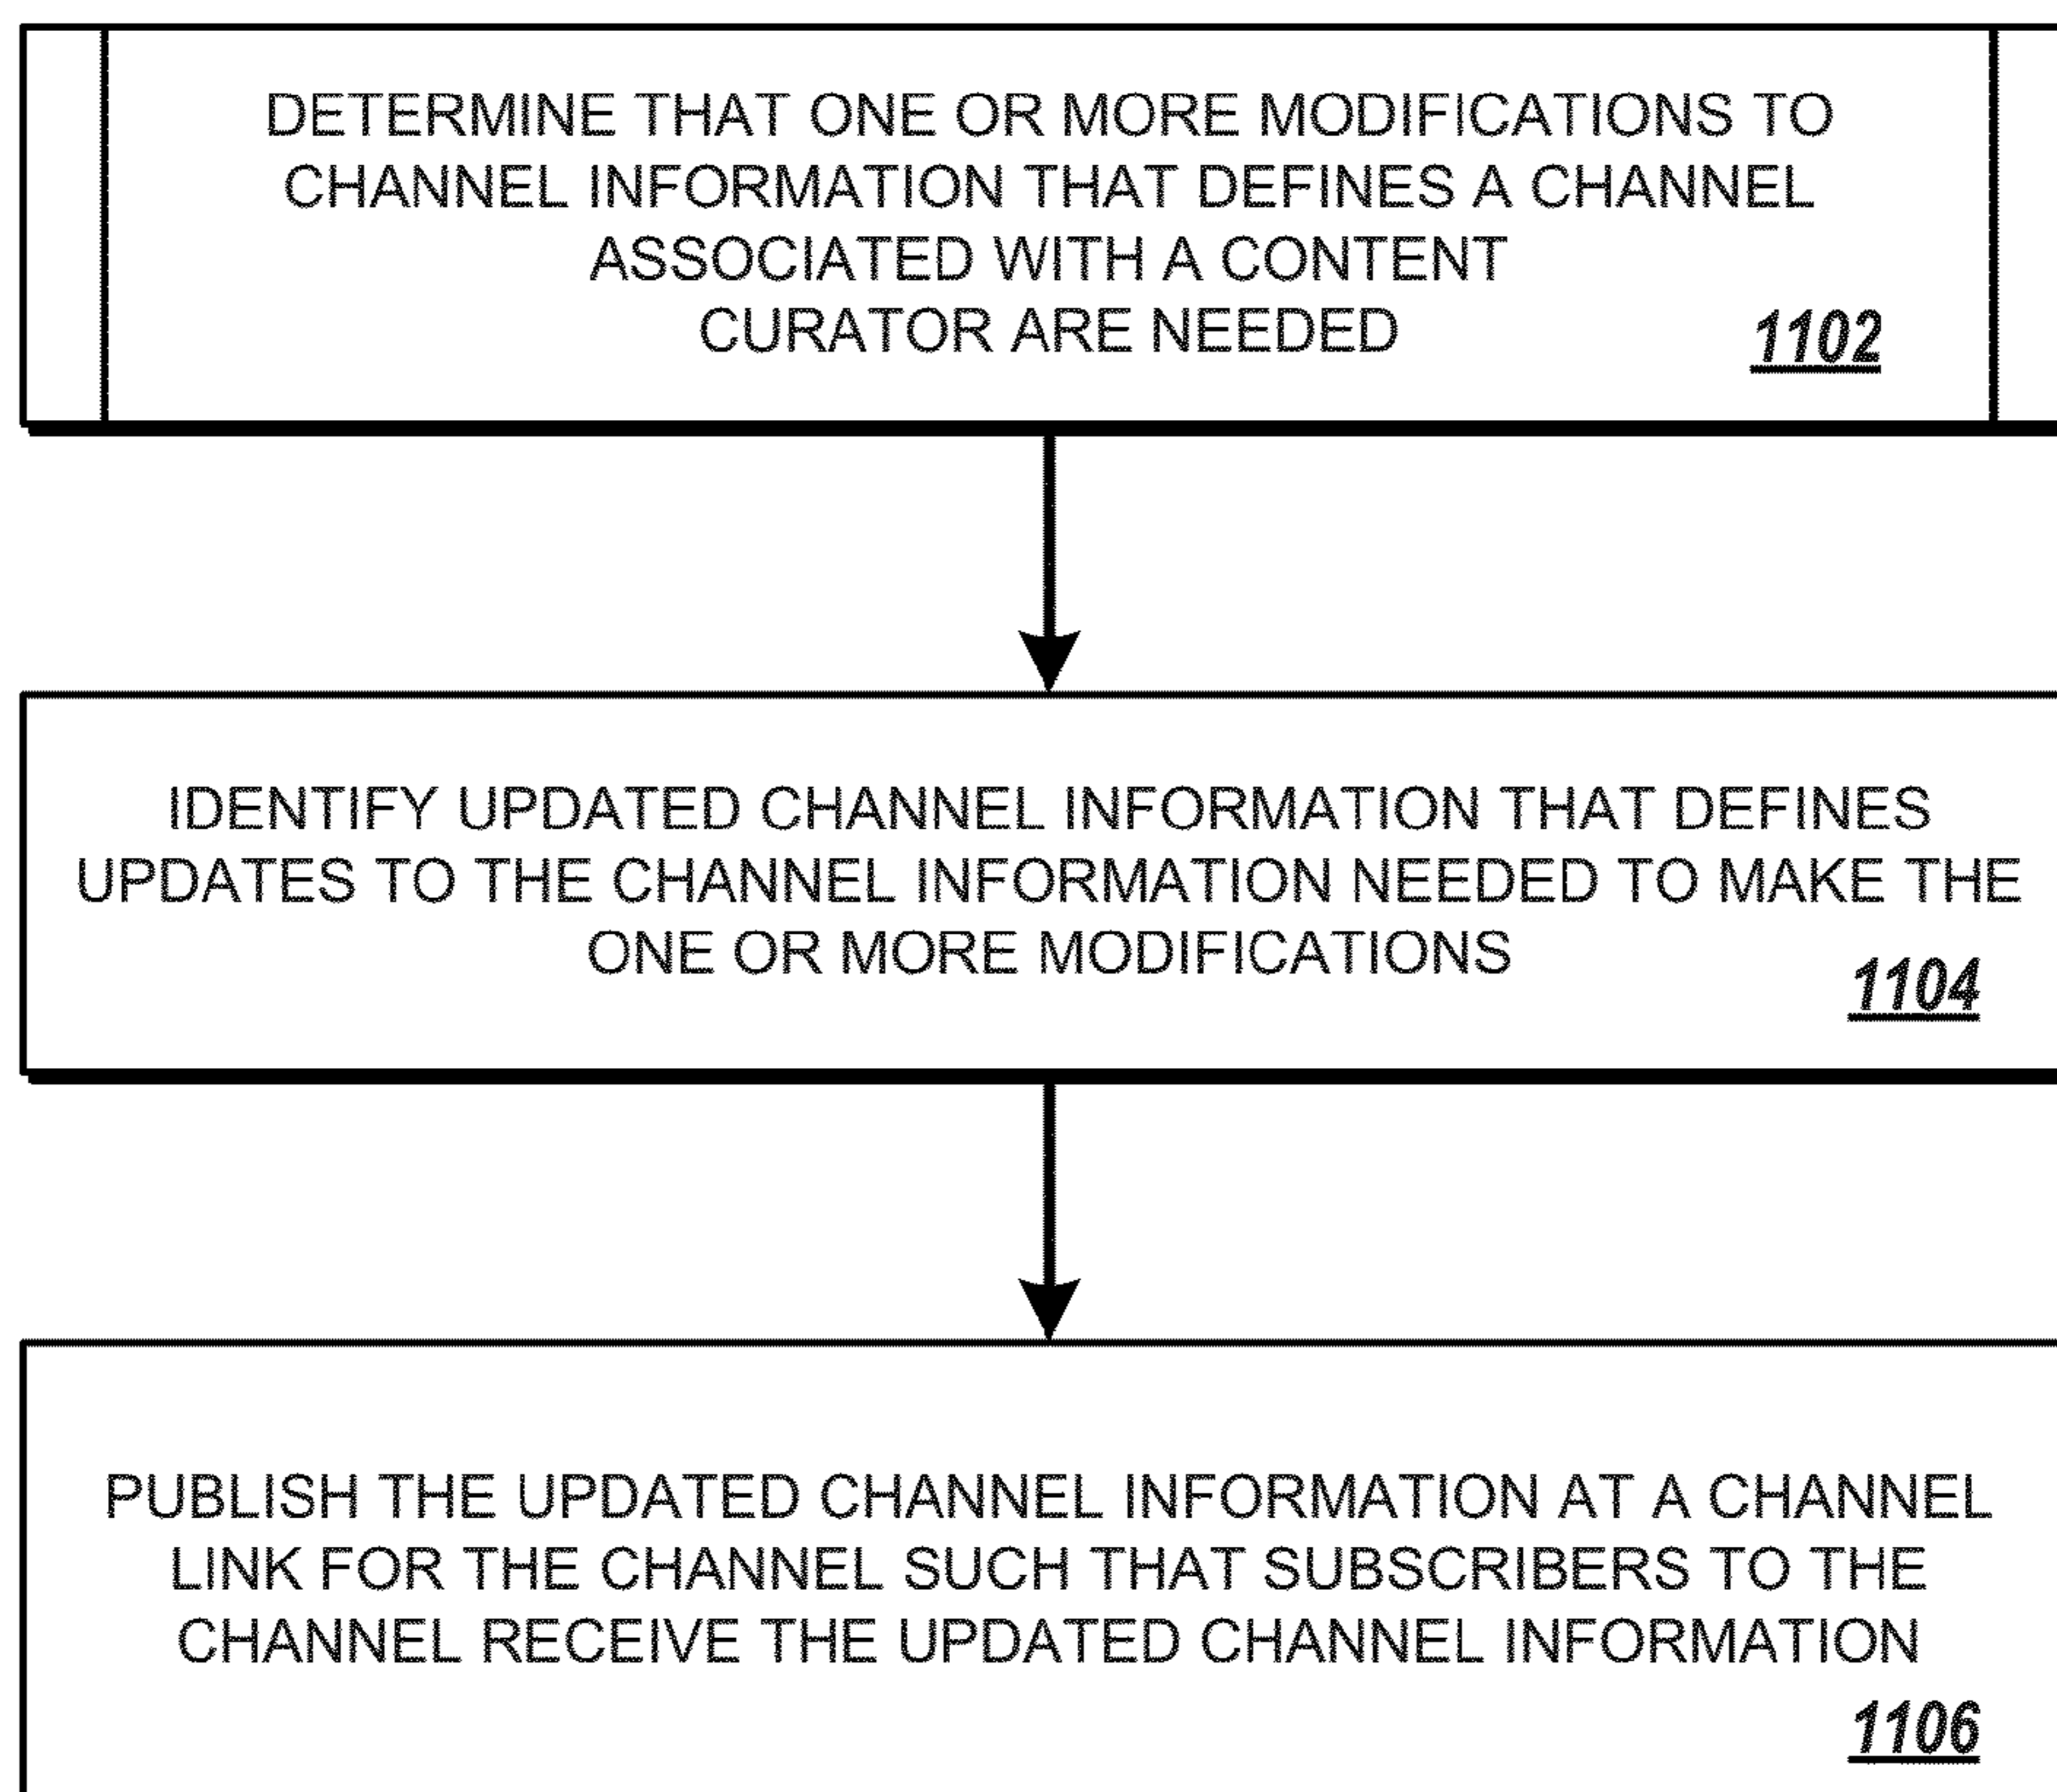 DETERMINE THAT ONE OR MORE MODIFICATIONS TO
CHANNEL INFORMATION THAT DEFINES A CHANNEL
ASSOCIATED WITH A CONTENT
CURATOR ARE NEEDED
1102
IDENTIFY UPDATED CHANNEL INFORMATION THAT DEFINES
UPDATES TO THE CHANNEL INFORMATION NEEDED TO MAKE THE
ONE OR MORE MODIFICATIONS
1104
PUBLISH THE UPDATED CHANNEL INFORMATION AT A CHANNEL
LINK FOR THE CHANNEL SUCH THAT SUBSCRIBERS TO THE
CHANNEL RECEIVE THE UPDATED CHANNEL INFORMATION
1106